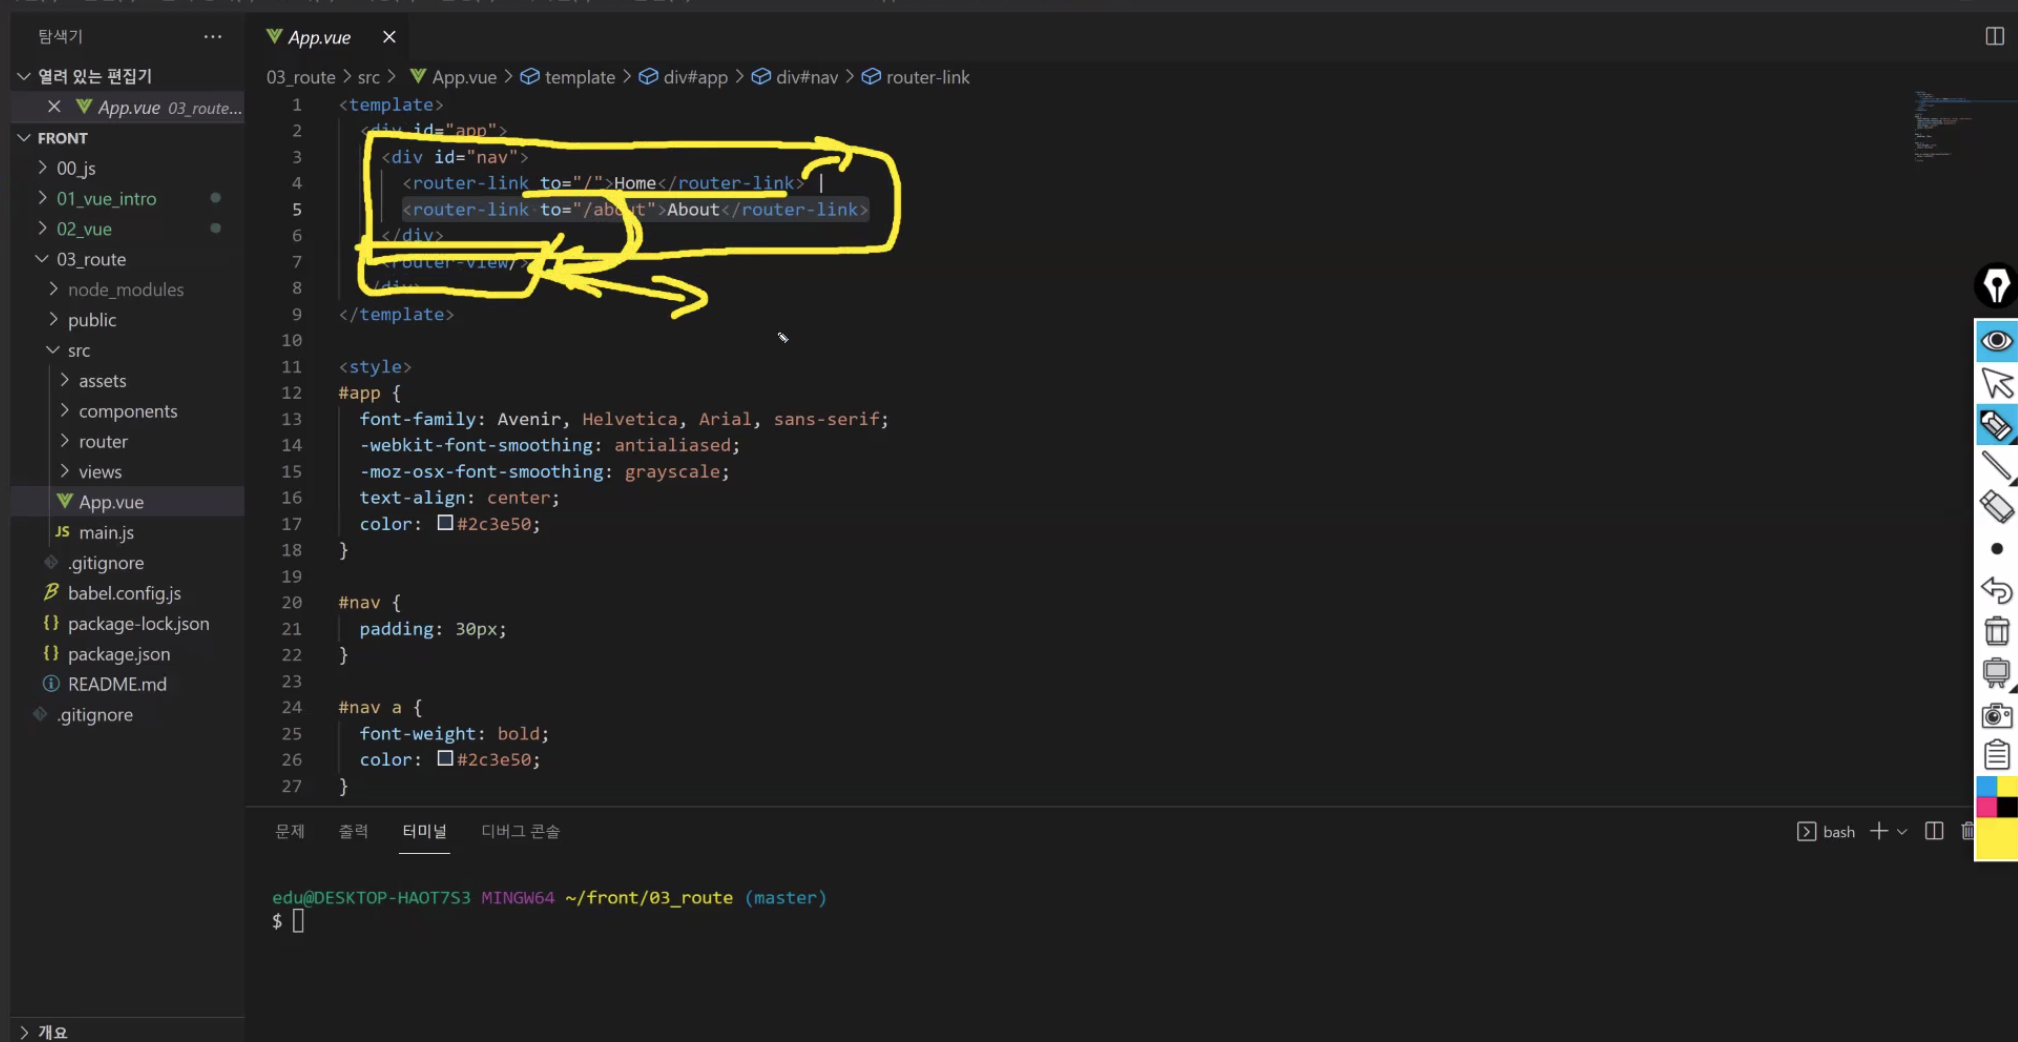 탐색기 ...
열려 있는 편집기
App.vue 03_route...
FRONT
00_js
01_vue_intro
02_vue
03_route
node_modules
public
src
assets
components
router
views
App.vue
JS main.js
.gitignore
babel.config.js
{} package-lock.json
{} package.json
README.md
.gitignore
개요
App.vue
03_route > src > App.vue > template > div#app > div#nav > router-link
1 <template>
2 <div id="app">
3 <div id="nav">
4 <router-link to="/">Home</router-link> |
5 <router-link to="/about">About</router-link>
6 </div>
7 <router-view/>
8 </div>
9 </template>
10
11 <style>
12 #app {
13 font-family: Avenir, Helvetica, Arial, sans-serif;
14 -webkit-font-smoothing: antialiased;
15 -moz-osx-font-smoothing: grayscale;
16 text-align: center;
17 color: #2c3e50;
18 }
19
20 #nav {
21 padding: 30px;
22 }
23
24 #nav a {
25 font-weight: bold;
26 color: #2c3e50;
27 }
문제 출력 터미널 디버그 콘솔
bash
edu@DESKTOP-HAOT7S3 MINGW64 ~/front/03_route (master)
$